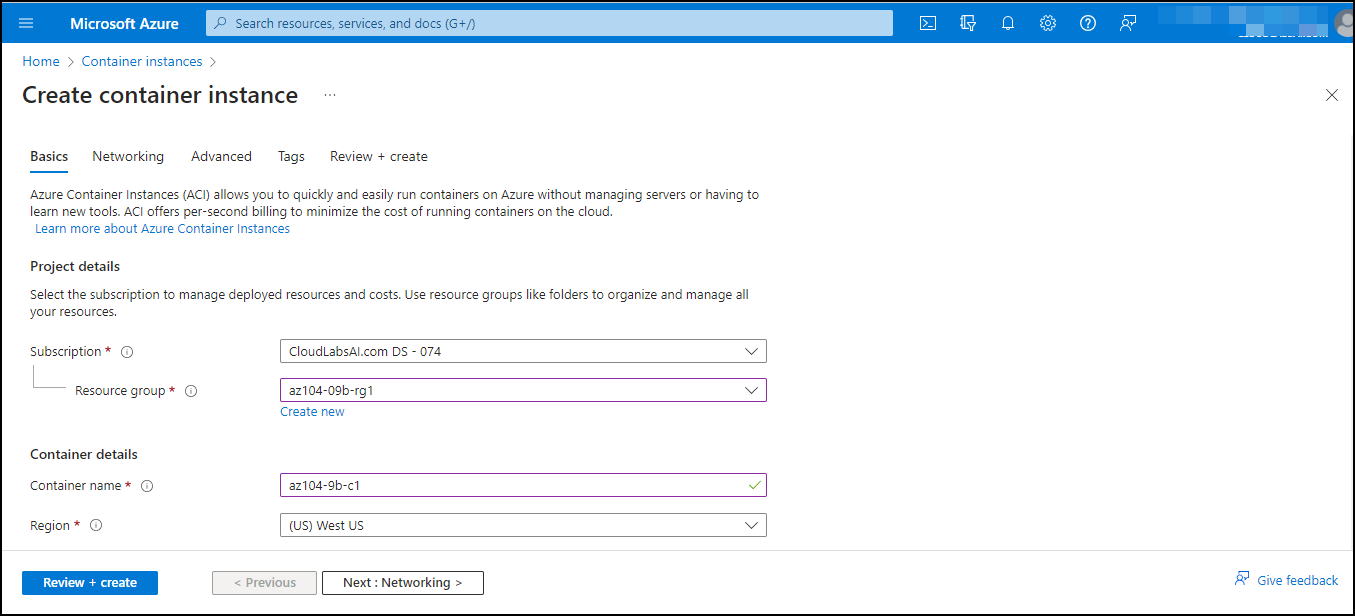 Microsoft Azure
Search resources, services, and docs (G+/)
Home > Container instances >
Create container instance ...
Basics Networking Advanced Tags Review + create
Azure Container Instances (ACI) allows you to quickly and easily run containers on Azure without managing servers or having to
learn new tools. ACI offers per-second billing to minimize the cost of running containers on the cloud.
Learn more about Azure Container Instances
Project details
Select the subscription to manage deployed resources and costs. Use resource groups like folders to organize and manage all
your resources.
Subscription * CloudLabsAI.com DS - 074
Resource group * az104-09b-rg1
Create new
Container details
Container name * az104-9b-c1
Region * (US) West US
Review + create < Previous Next : Networking > Give feedback